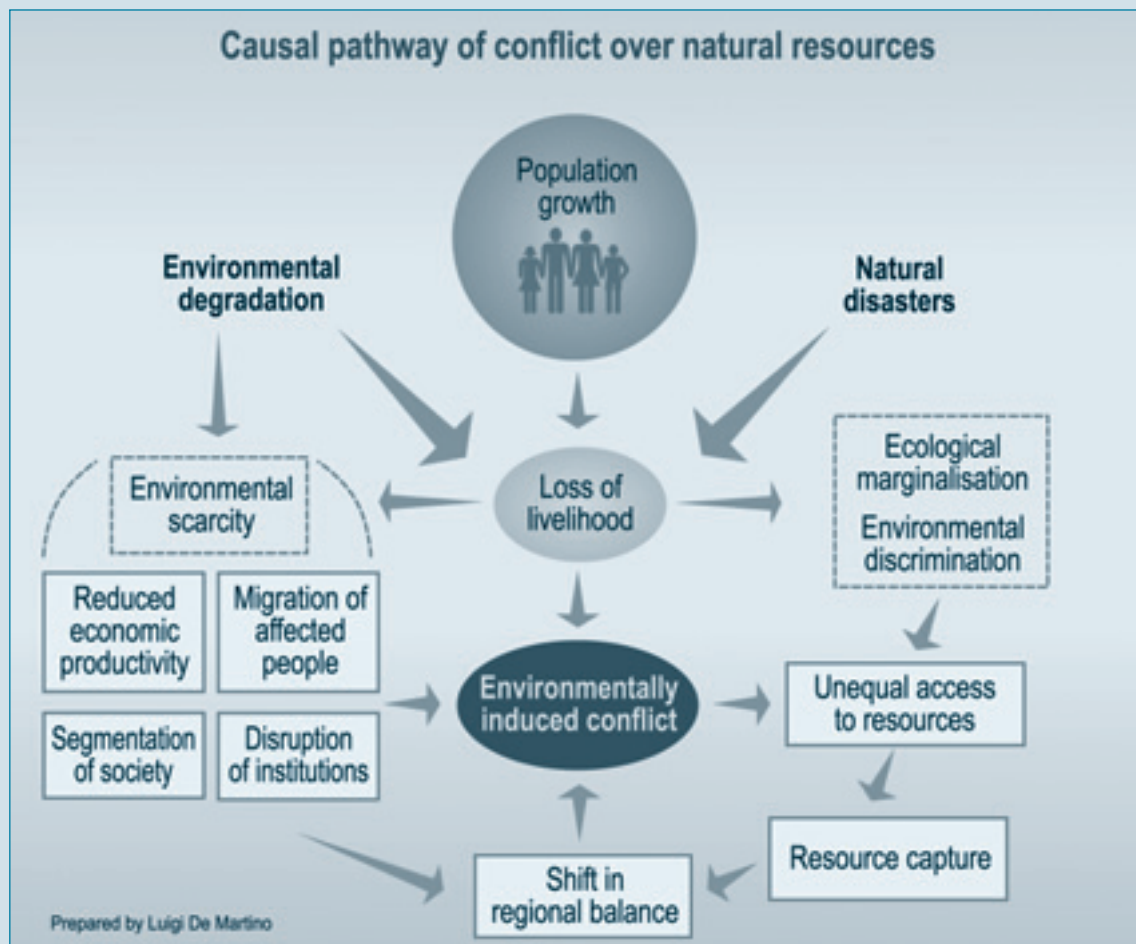 Causal pathway of conflict over natural resources
Population
growth
Environmental
degradation
Natural
disasters
Environmental
scarcity
Loss of
livelihood
Ecological
marginalisation
Environmental
discrimination
Reduced
economic
productivity
Migration of
affected
people
Segmentation
of society
Disruption
of institutions
Environmentally
induced conflict
Unequal access
to resources
Resource capture
Shift in
regional balance
Prepared by Luigi De Martino